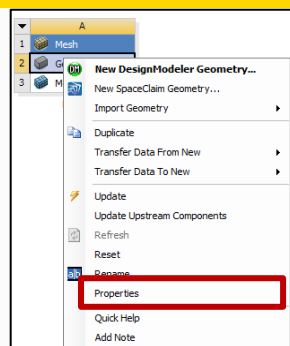 A
1 Mesh
2 G
3 M
New DesignModeler Geometry...
New SpaceClaim Geometry...
Import Geometry
Duplicate
Transfer Data From New
Transfer Data To New
Update
Update Upstream Components
Refresh
Reset
Rename
Properties
Quick Help
Add Note